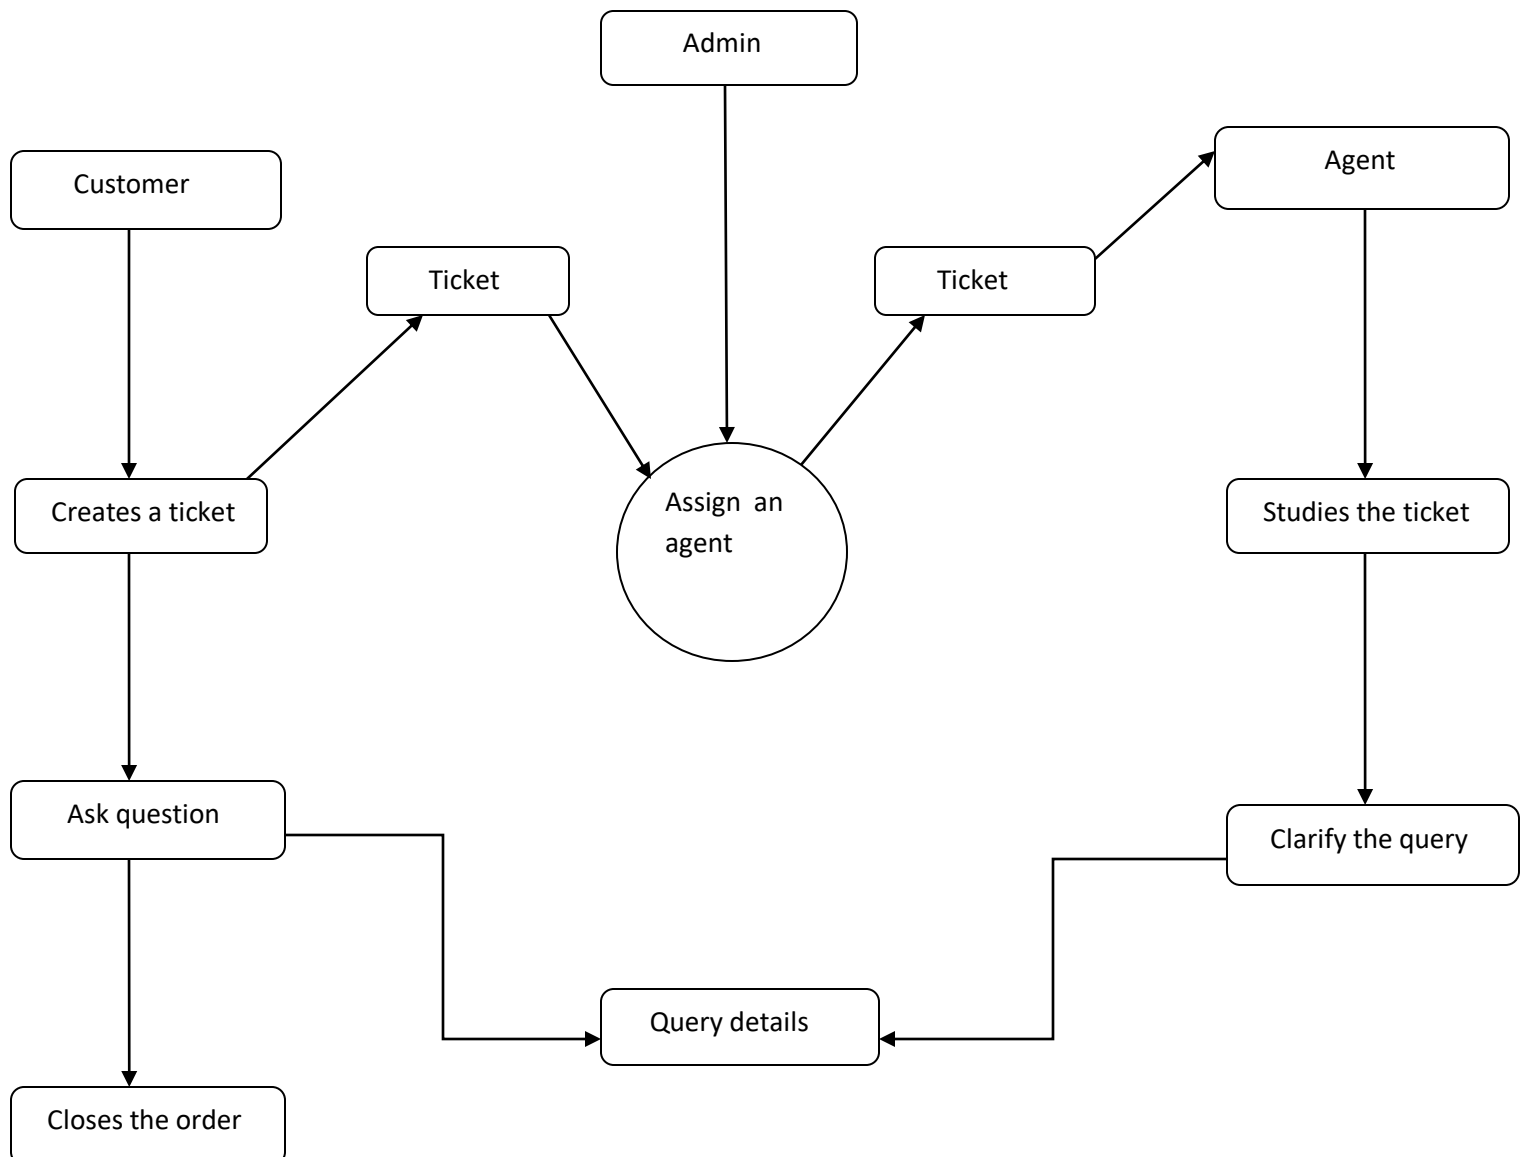 Admin
Customer
Agent
Ticket
Ticket
Creates a ticket
Assign an
agent
Studies the ticket
Ask question
Clarify the query
Query details
Closes the order